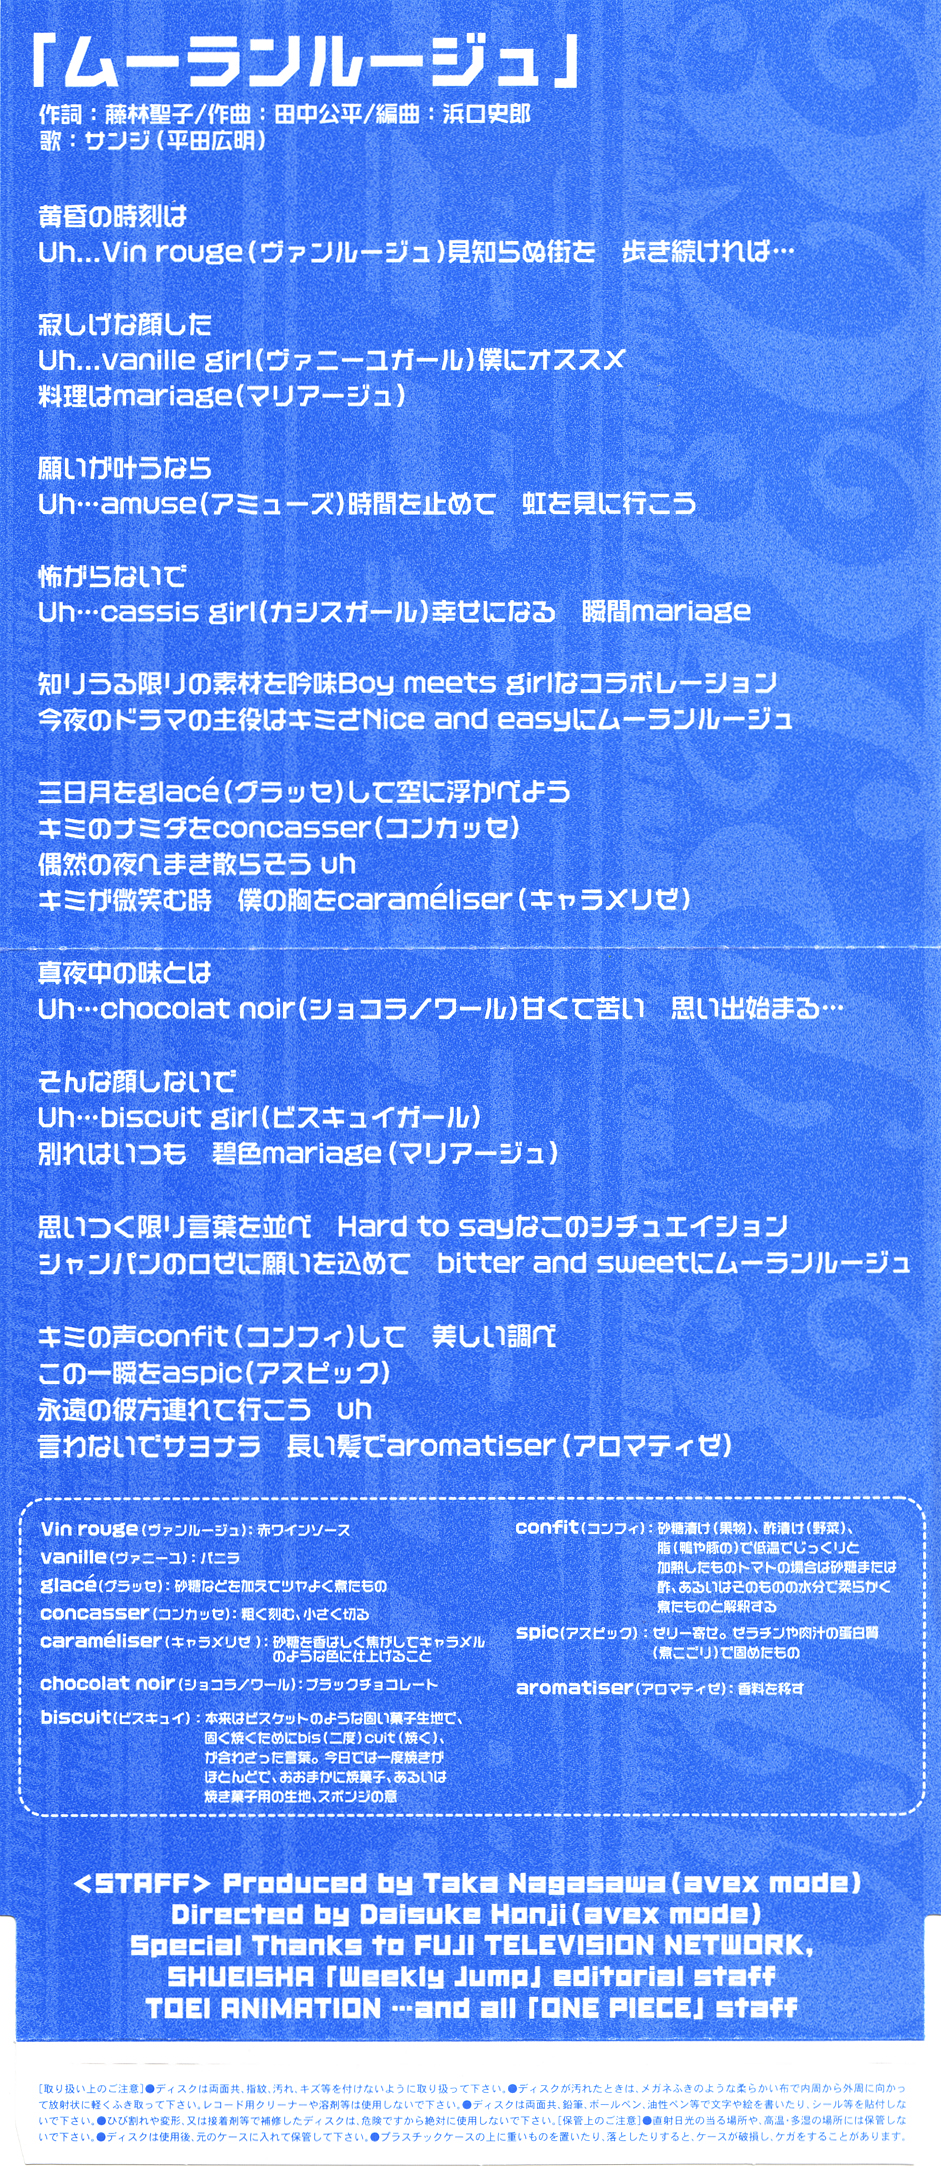 「ムーランルージュ」
作詞：藤林聖子/作曲：田中公平/編曲：浜口史郎
歌：サンジ(平田広明)
黄昏の時刻は
Uh...Vin rouge(ヴァンルージュ)見知らぬ街を　歩き続ければ…
寂しげな顔した
Uh...vanille girl(ヴァニーユガール)僕にオススメ
料理はmariage(マリアージュ)
願いが叶うなら
Uh…amuse(アミューズ)時間を止めて　虹を見に行こう
怖がらないで
Uh…cassis girl(カシスガール)幸せになる　瞬間mariage
知りうる限りの素材を吟味Boy meets girlなコラボレーション
今夜のドラマの主役はキミさNice and easyにムーランルージュ
三日月をglacé(グラッセ)して空に浮かべよう
キミのナミダをconcasser(コンカッセ)
偶然の夜へまき散らそう uh
キミが微笑む時　僕の胸をcaraméliser(キャラメリゼ)
真夜中の味とは
Uh…chocolat noir(ショコラノワール)甘くて苦い　思い出始まる…
そんな顔しないで
Uh…biscuit girl(ビスキュイガール)
別れはいつも　碧色mariage(マリアージュ)
思いつく限り言葉を並べ　Hard to sayなこのシチュエイション
シャンパンのロゼに願いを込めて　bitter and sweetにムーランルージュ
キミの声confit(コンフィ)して　美しい調べ
この一瞬をaspic(アスピック)
永遠の彼方連れて行こう　uh
言わないでサヨナラ　長い髪でaromatiser(アロマティゼ)
Vin rouge(ヴァンルージュ)：赤ワインソース
vanille(ヴァニーユ)：バニラ
glacé(グラッセ)：砂糖などを加えてツヤよく煮たもの
concasser(コンカッセ)：粗く刻む、小さく切る
caraméliser(キャラメリゼ)：砂糖を香ばしく焦がしてキャラメル
のような色に仕上げること
chocolat noir(ショコラノワール)：ブラックチョコレート
biscuit(ビスキュイ)：本来はビスケットのような固い菓子生地で、
固く焼くためにbis(二度)cuit(焼く)、
が合わさった言葉。今日では一度焼きが
ほとんどで、おおまかに焼菓子、あるいは
焼き菓子用の生地、スポンジの意
confit(コンフィ)：砂糖漬け(果物)、酢漬け(野菜)、
脂(鴨や豚の)で低温でじっくりと
加熱したものトマトの場合は砂糖または
酢、あるいはそのものの水分で柔らかく
煮たものと解釈する
spic(アスピック)：ゼリー寄せ。ゼラチンや肉汁の蛋白質
(煮こごり)で固めたもの
aromatiser(アロマティゼ)：香料を移す
<STAFF> Produced by Taka Nagasawa(avex mode)
Directed by Daisuke Honji(avex mode)
Special Thanks to FUJI TELEVISION NETWORK,
SHUEISHA「Weekly Jump」editorial staff
TOEI ANIMATION …and all「ONE PIECE」staff
[取り扱い上のご注意]●ディスクは両面共、指紋、汚れ、キズ等を付けないように取り扱って下さい。●ディスクが汚れたときは、メガネふきのような柔らかい布で内周から外周に向かっ
て放射状に軽くふき取って下さい。レコード用クリーナーや溶剤等は使用しないで下さい。●ディスクは両面共、鉛筆、ボールペン、油性ペン等で文字や絵を書いたり、シール等を貼付しな
いで下さい。●ひび割れや変形、又は接着剤等で補修したディスクは、危険ですから絶対に使用しないで下さい。[保管上のご注意]●直射日光の当る場所や、高温・多湿の場所には保管しな
いで下さい。●ディスクは使用後、元のケースに入れて保管して下さい。●プラスチックケースの上に重いものを置いたり、落としたりすると、ケースが破損し、ケガをすることがあります。